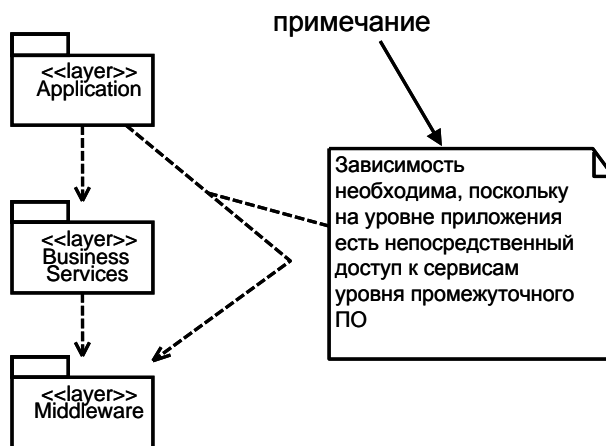 примечание
<<layer>>
Application
Зависимость
необходима, поскольку
на уровне приложения
есть непосредственный
доступ к сервисам
уровня промежуточного
ПО
<<layer>>
Business
Services
<<layer>>
Middleware